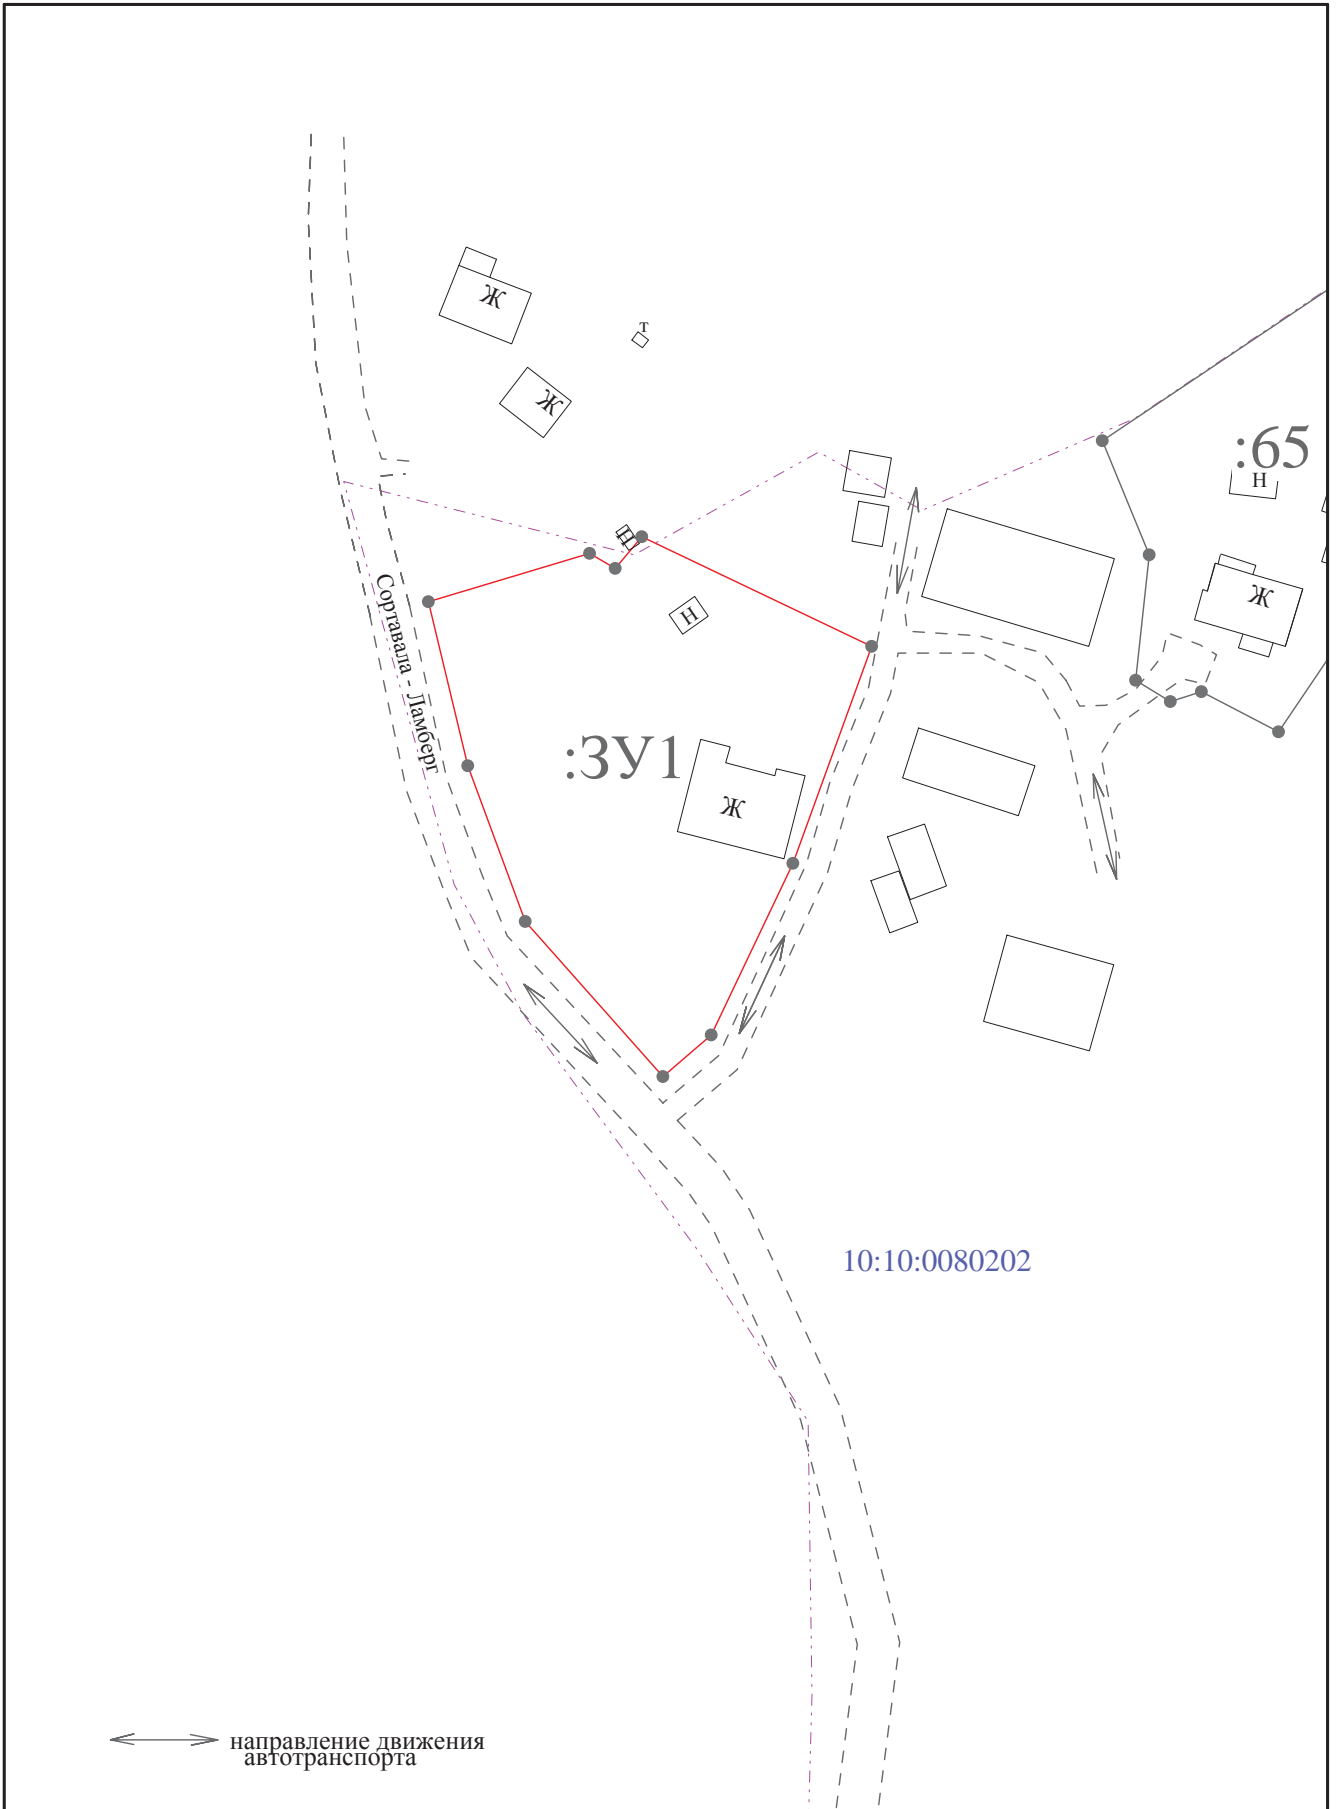 Ж
т
Ж
:65
Н
Н
Ж
Н
Сортавала - Ламберг
:ЗУ1
Ж
10:10:0080202
направление движения
автотранспорта